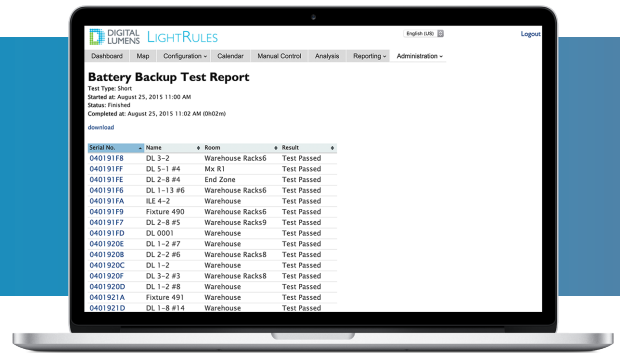 DIGITAL LUMENS LIGHTRULES English (US) Logout
Dashboard Map Configuration Calendar Manual Control Analysis Reporting Administration
Battery Backup Test Report
Test Type: Short
Started at: August 25, 2015 11:00 AM
Status: Finished
Completed at: August 25, 2015 11:02 AM (0h02m)
download
Serial No. Name Room Result
040191F8 DL 3-2 Warehouse Racks6 Test Passed
040191FF DL 5-1 #4 Mx R1 Test Passed
040191FE DL 2-8 #4 End Zone Test Passed
040191F6 DL 1-13 #6 Warehouse Racks6 Test Passed
040191FA ILE 4-2 Warehouse Test Passed
040191F9 Fixture 490 Warehouse Racks6 Test Passed
040191F7 DL 2-8 #5 Warehouse Racks9 Test Passed
040191FD DL 0001 Warehouse Test Passed
0401920E DL 1-2 #7 Warehouse Test Passed
0401920B DL 2-2 #6 Warehouse Racks8 Test Passed
0401920C DL 1-2 Warehouse Test Passed
0401920F DL 3-2 #3 Warehouse Racks8 Test Passed
0401920D DL 1-2 #8 Warehouse Test Passed
0401921A Fixture 491 Warehouse Test Passed
0401921D DL 1-8 #14 Warehouse Test Passed